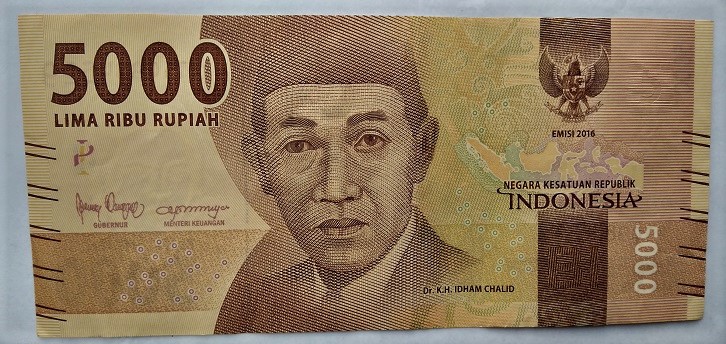 5000
LIMA RIBU RUPIAH
GUBERNUR
MENTERI KEUANGAN
Dr. K.H. IDHAM CHALID
EMISI 2016
NEGARA KESATUAN REPUBLIK
INDONESIA
5000